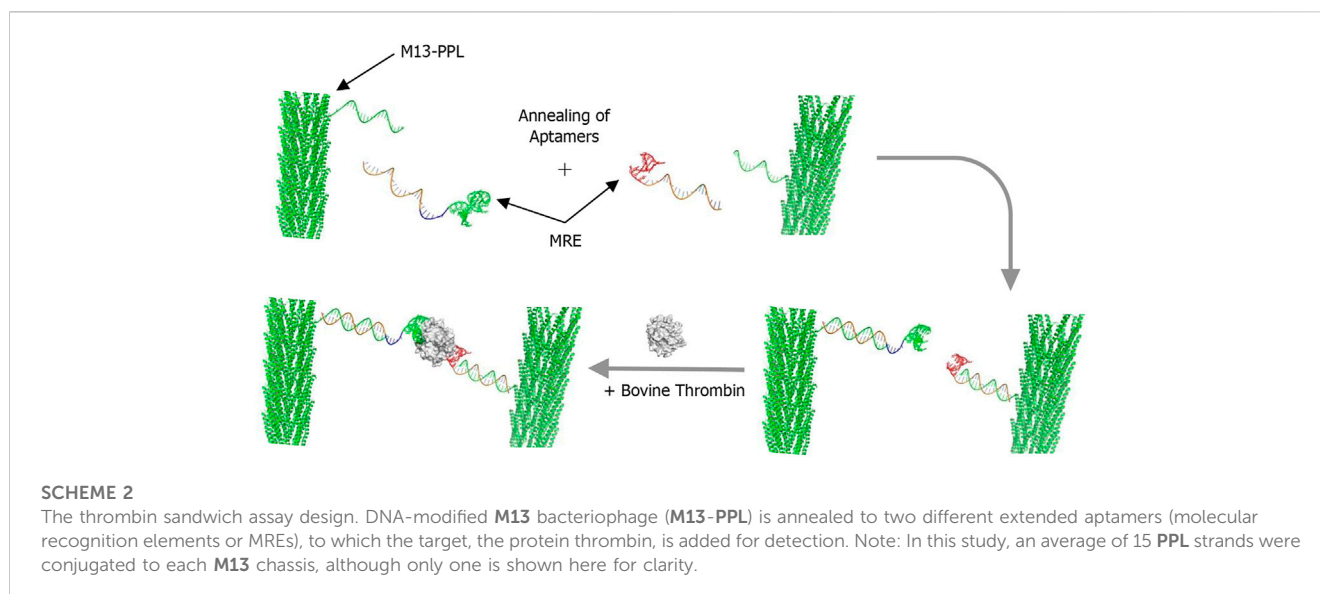 M13-PPL
Annealing of
Aptamers
+
MRE
+ Bovine Thrombin
SCHEME 2
The thrombin sandwich assay design. DNA-modified M13 bacteriophage (M13-PPL) is annealed to two different extended aptamers (molecular
recognition elements or MREs), to which the target, the protein thrombin, is added for detection. Note: In this study, an average of 15 PPL strands were
conjugated to each M13 chassis, although only one is shown here for clarity.